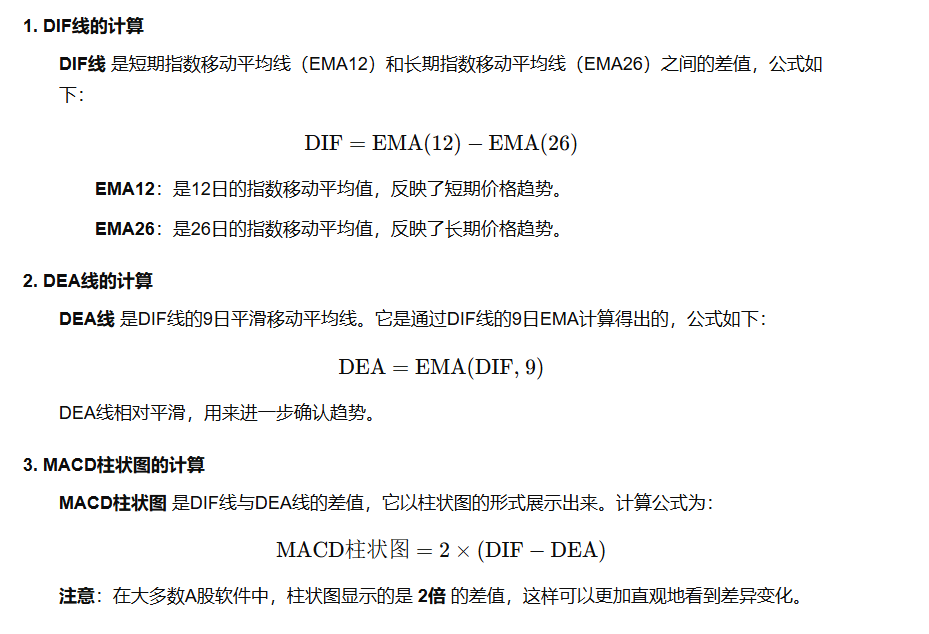 1. DIF线的计算
DIF线 是短期指数移动平均线（EMA12）和长期指数移动平均线（EMA26）之间的差值，公式如
下：
DIF = EMA(12) − EMA(26)
EMA12：是12日的指数移动平均值，反映了短期价格趋势。
EMA26：是26日的指数移动平均值，反映了长期价格趋势。
2. DEA线的计算
DEA线 是DIF线的9日平滑移动平均线。它是通过DIF线的9日EMA计算得出的，公式如下：
DEA = EMA(DIF, 9)
DEA线相对平滑，用来进一步确认趋势。
3. MACD柱状图的计算
MACD柱状图 是DIF线与DEA线的差值，它以柱状图的形式展示出来。计算公式为：
MACD柱状图 = 2 × (DIF − DEA)
注意：在大多数A股软件中，柱状图显示的是 2倍 的差值，这样可以更加直观地看到差异变化。